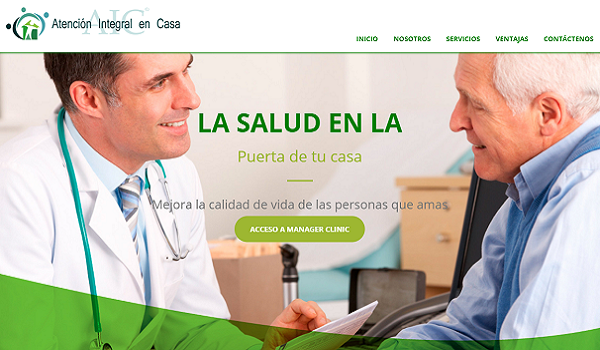 AIC
Atención Integral en Casa
INICIO NOSOTROS SERVICIOS VENTAJAS CONTÁCTENOS
LA SALUD EN LA
Puerta de tu casa
Mejora la calidad de vida de las personas que amas.
ACCESO A MANAGER CLINIC